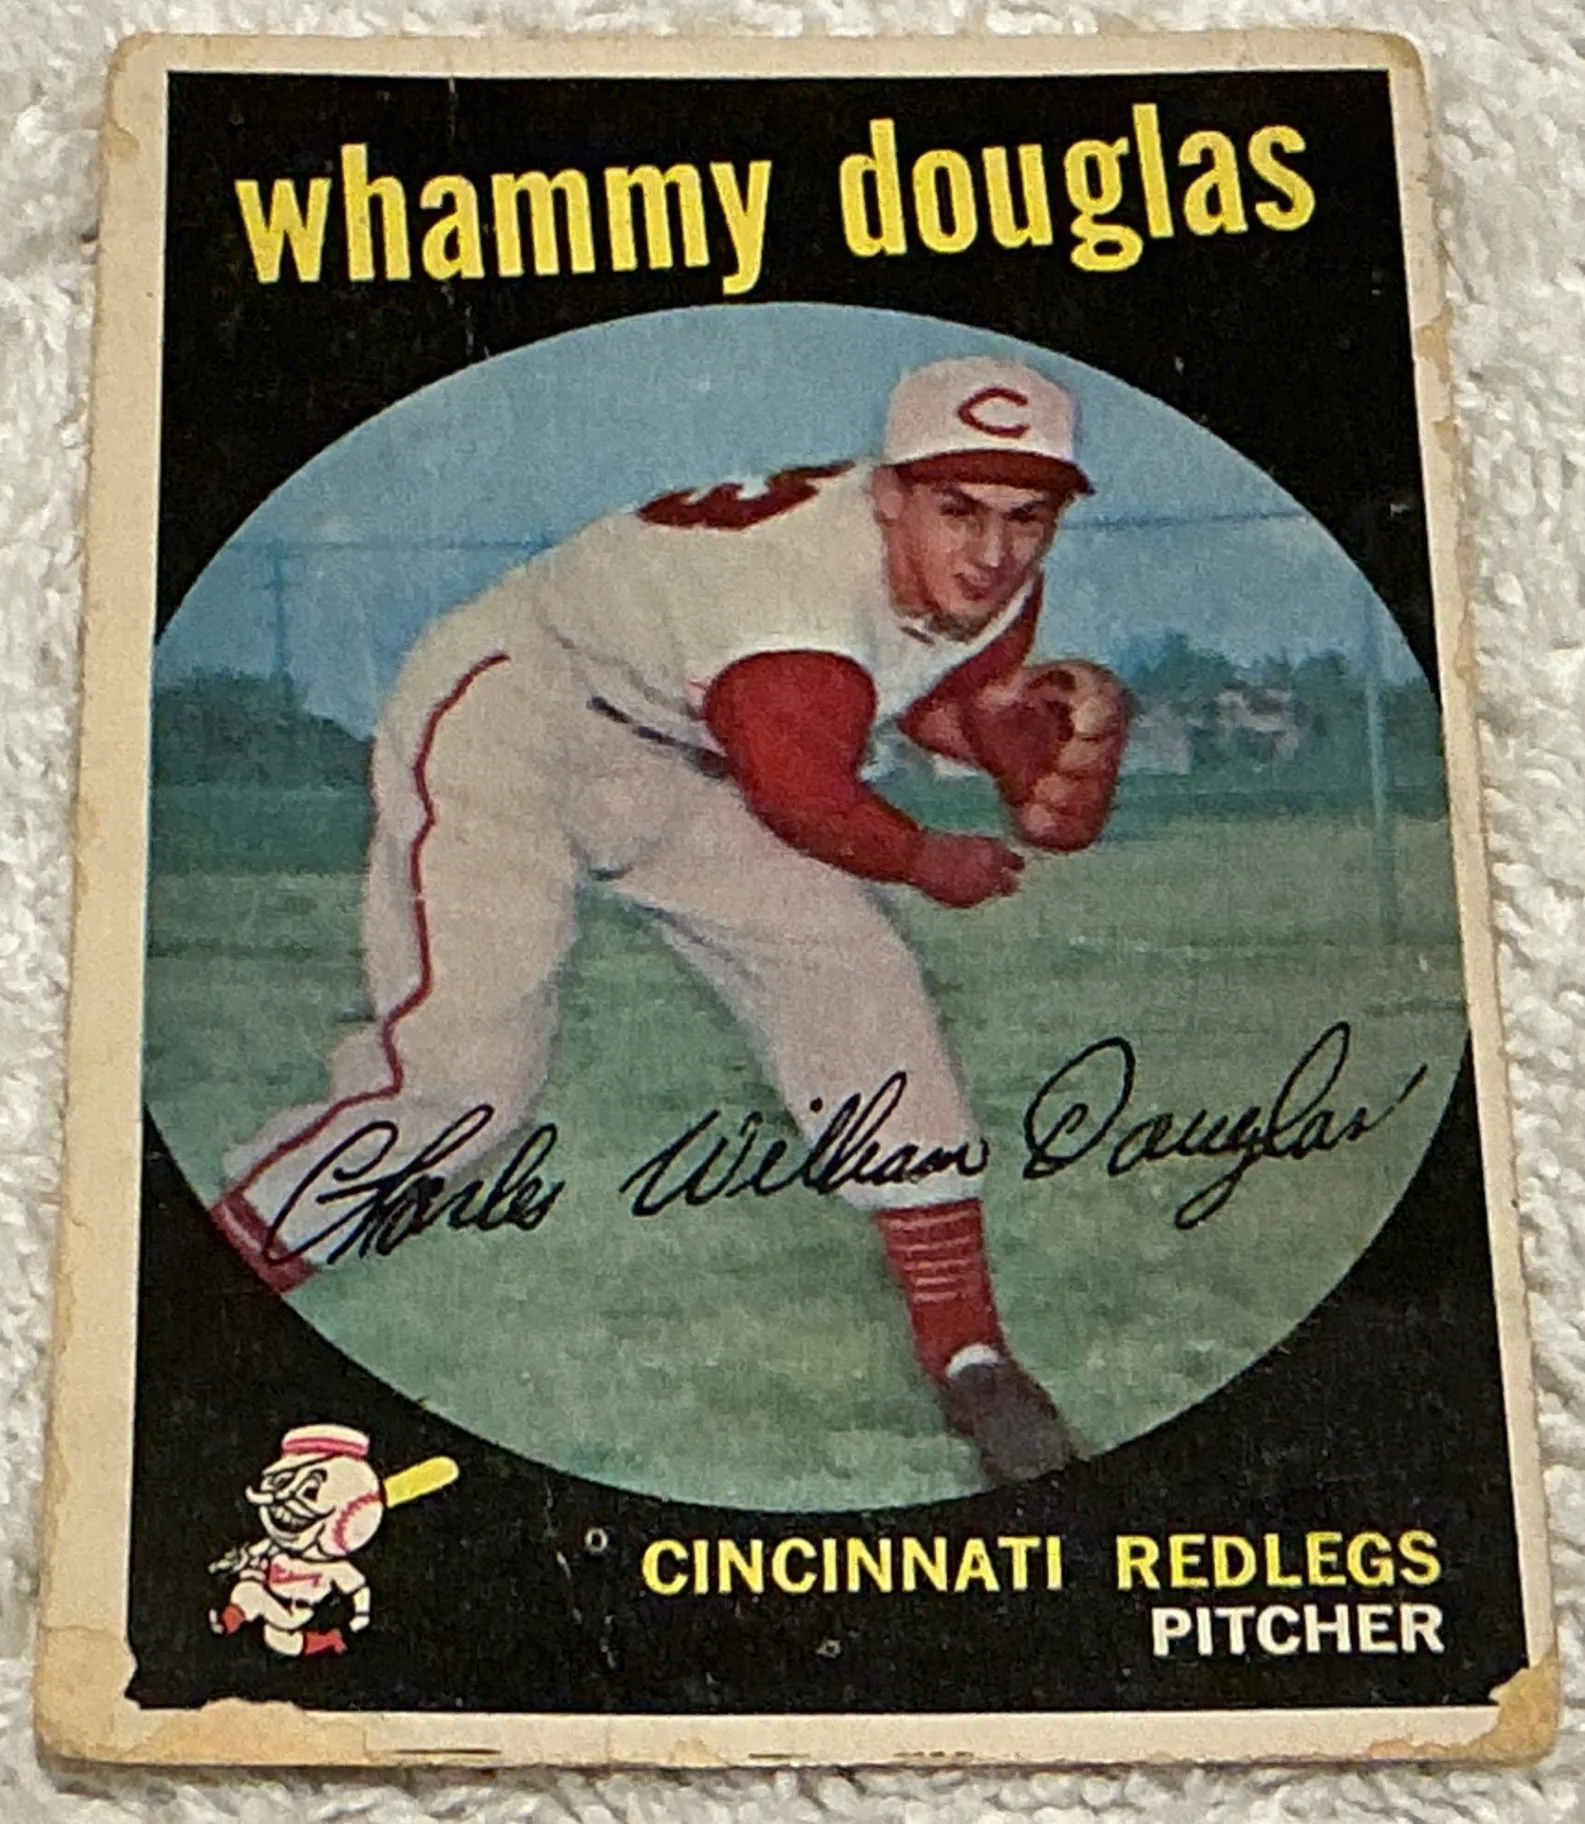 whammy douglas
C
Charles William Douglas
CINCINNATI REDLEGS
PITCHER